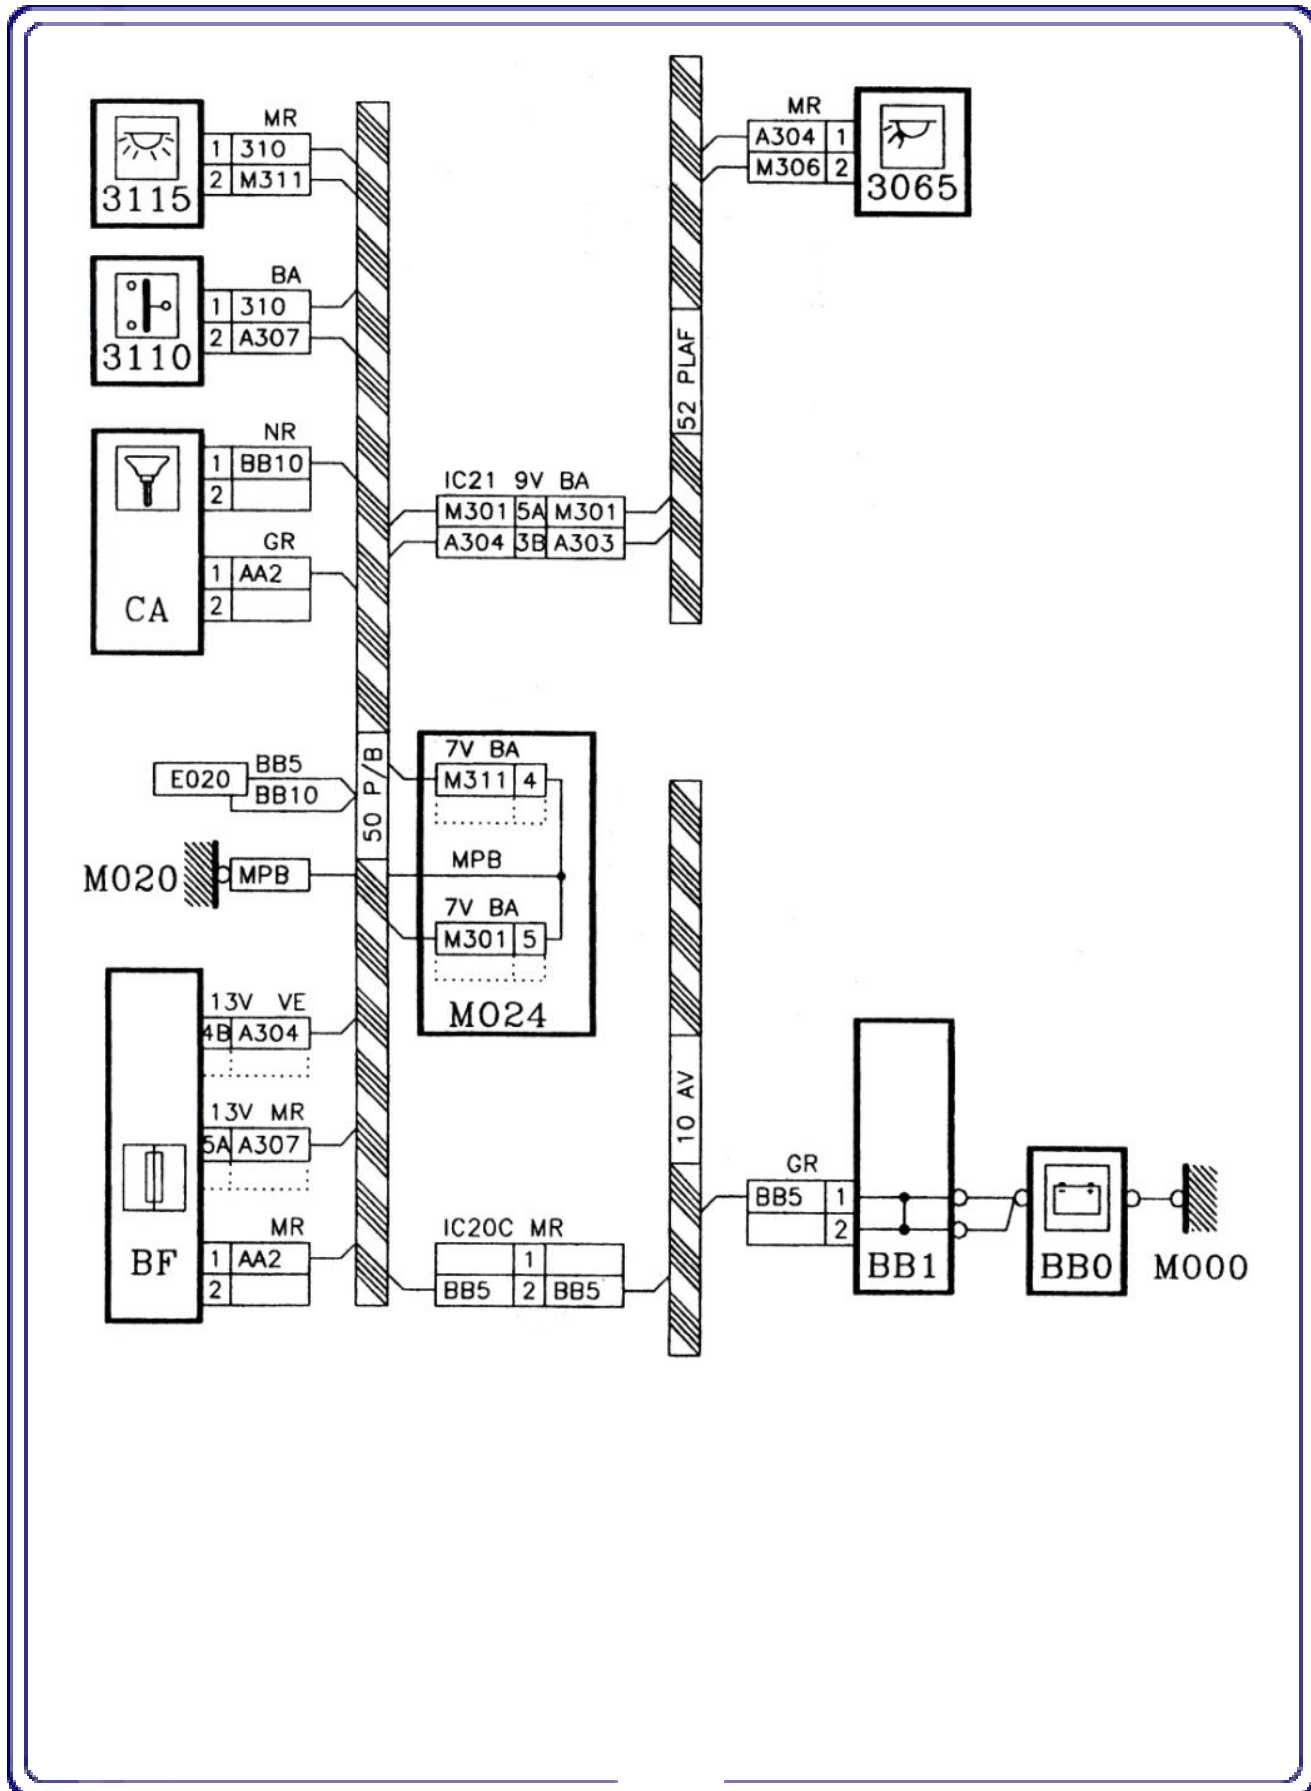 MR
1 310
2 M311
3115
BA
1 310
2 A307
3110
NR
1 BB10
2
GR
1 AA2
2
CA
BB5
E020
BB10
M020
MPB
13V VE
4B A304
13V MR
5A A307
MR
1 AA2
2
BF
50 P/B
IC21 9V BA
M301 5A M301
A304 3B A303
7V BA
M311 4
MPB
7V BA
M301 5
M024
IC20C MR
1
BB5 2 BB5
52 PLAF
MR
A304 1
M306 2
3065
10 AV
GR
BB5 1
2
BB1
BB0
M000